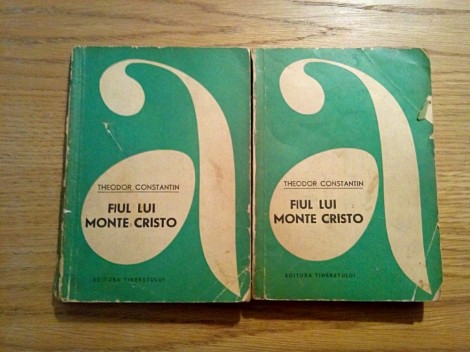 a
THEODOR CONSTANTIN
FIUL LUI
MONTE-CRISTO
EDITURA TINERETULUI
a
THEODOR CONSTANTIN
FIUL LUI
MONTE CRISTO
EDITURA TINERETULUI